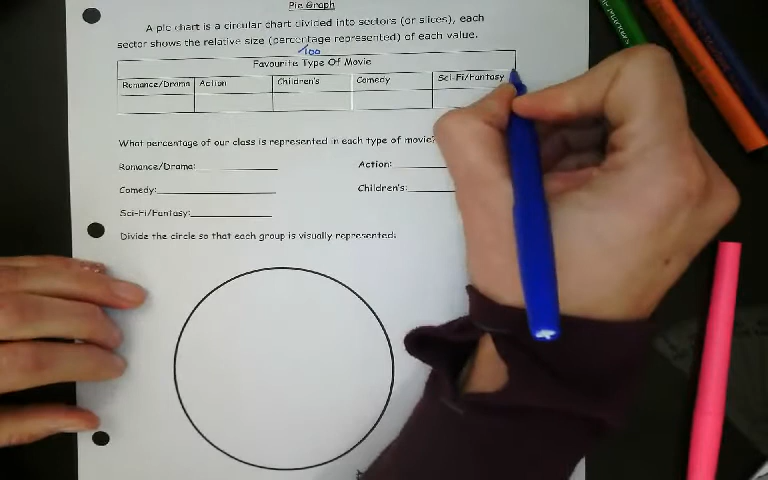 Pie Graph
A pie chart is a circular chart divided into sectors (or slices), each
sector shows the relative size (percentage represented) of each value.
/100
Favourite Type Of Movie
Romance/Drama Action Children's Comedy Sci-Fi/Fantasy
What percentage of our class is represented in each type of movie?
Romance/Drama: Action:
Comedy: Children's:
Sci-Fi/Fantasy:
Divide the circle so that each group is visually represented: